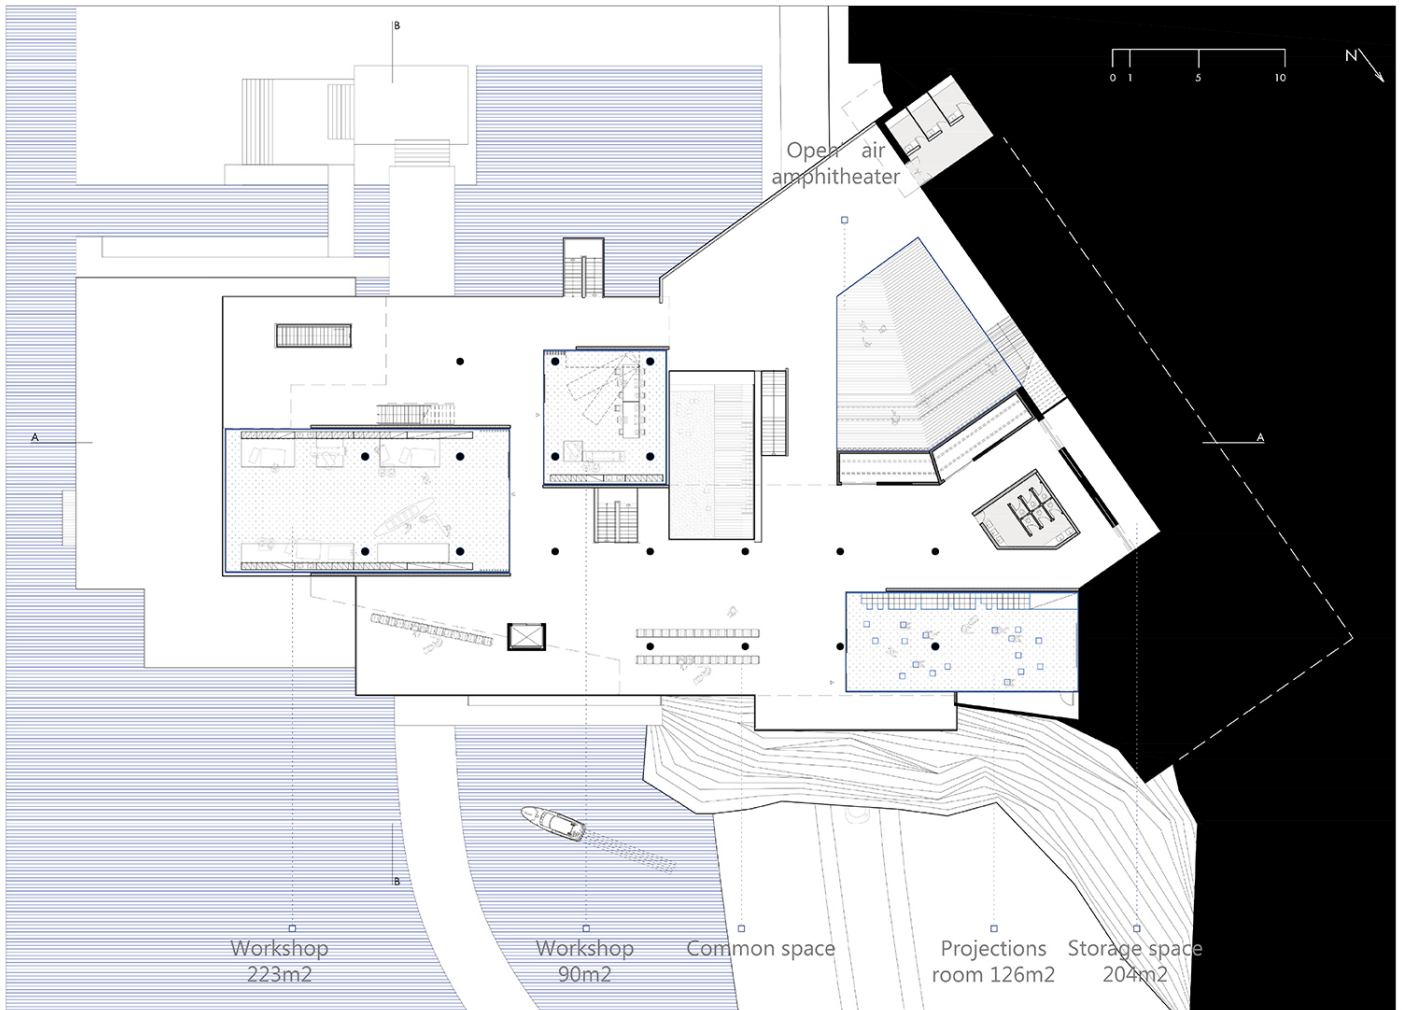 B
0 1 5 10
N
Open air
amphitheater
A
A
B
Workshop
223m2
Workshop
90m2
Common space
Projections
room 126m2
Storage space
204m2